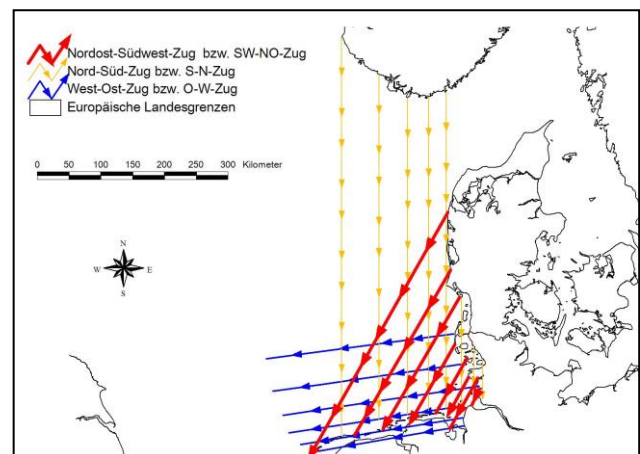 Nordost-Südwest-Zug bzw. SW-NO-Zug
Nord-Süd-Zug bzw. S-N-Zug
West-Ost-Zug bzw. O-W-Zug
Europäische Landesgrenzen
0 50 100 150 200 250 300 Kilometer
N
W E
S